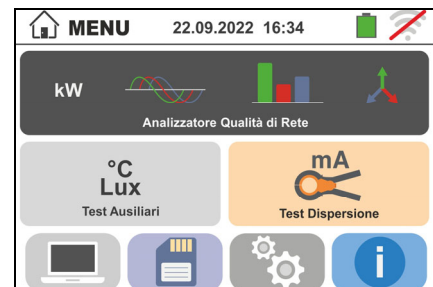 MENU 22.09.2022 16:34
kW
Analizzatore Qualità di Rete
°C
Lux
Test Ausiliari
mA
Test Dispersione
i